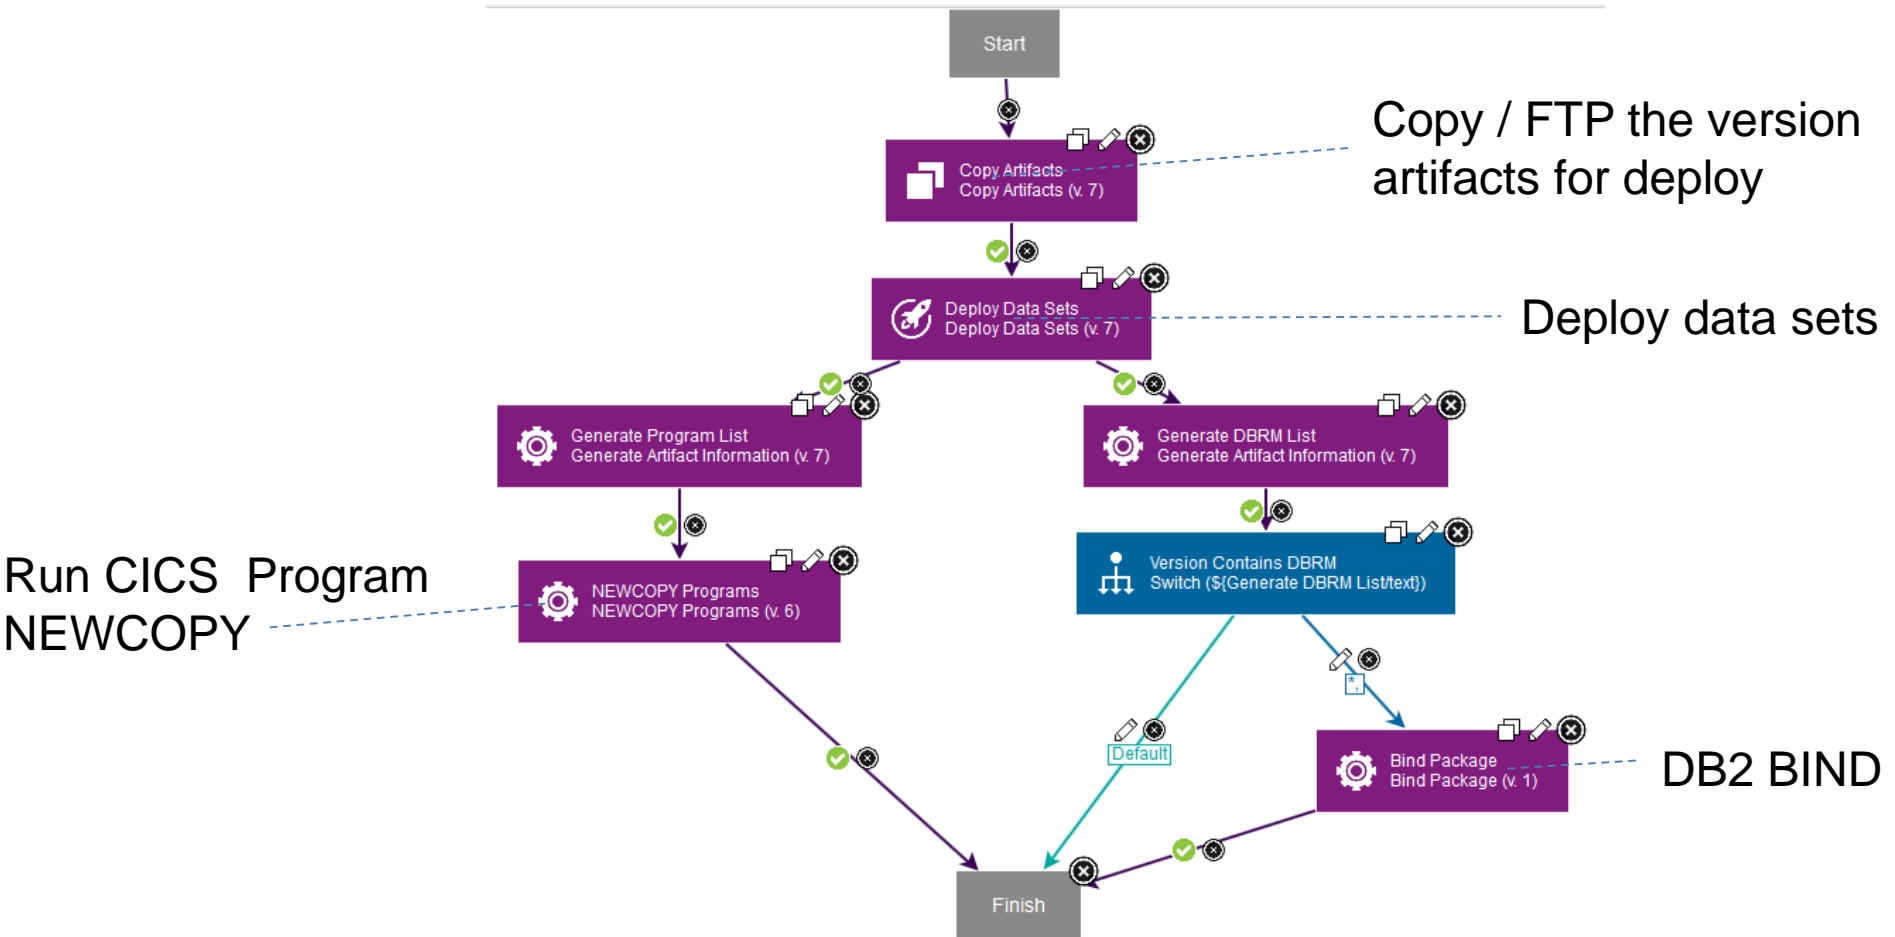 Start
Copy / FTP the version
artifacts for deploy
Copy Artifacts
Copy Artifacts (v. 7)
Deploy Data Sets
Deploy Data Sets (v. 7)
Deploy data sets
Generate Program List
Generate Artifact Information (v. 7)
Generate DBRM List
Generate Artifact Information (v. 7)
Run CICS Program
NEWCOPY
NEWCOPY Programs
NEWCOPY Programs (v. 6)
Version Contains DBRM
Switch (${Generate DBRM List/text})
*,
Default
Bind Package
Bind Package (v. 1)
DB2 BIND
Finish